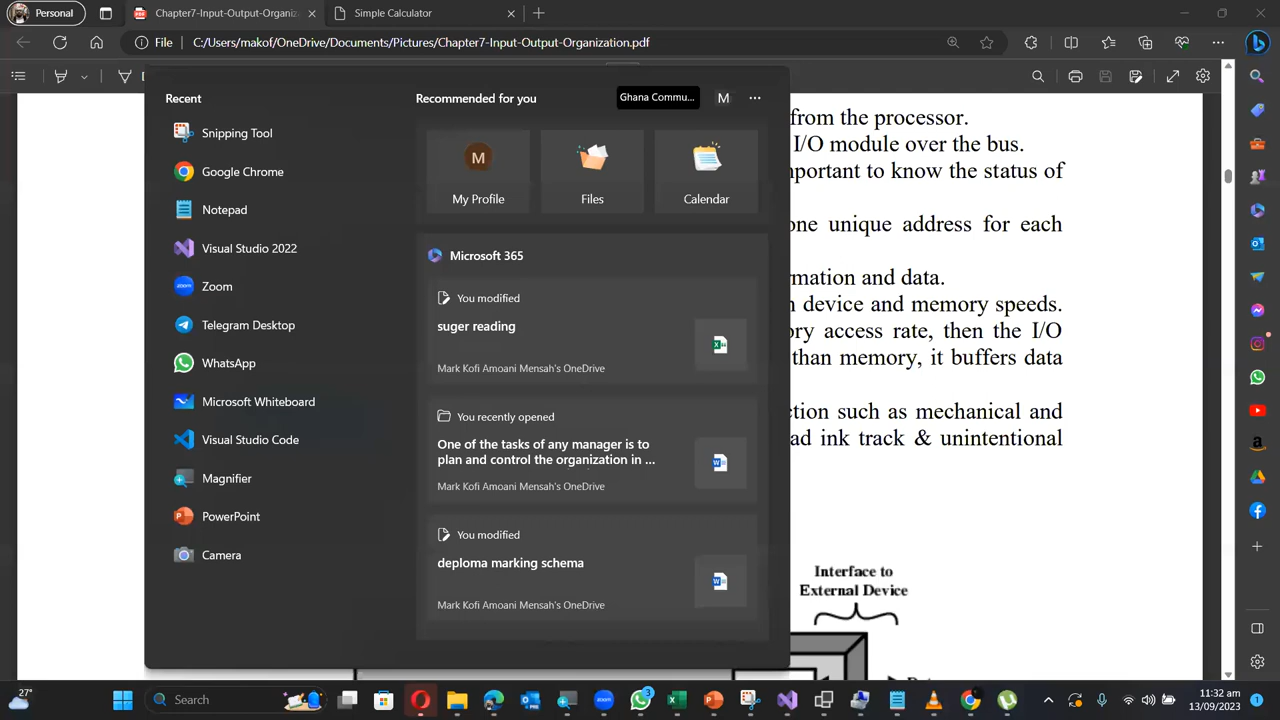 Personal
Chapter7-Input-Output-Organiza
Simple Calculator
File
C:/Users/makof/OneDrive/Documents/Pictures/Chapter7-Input-Output-Organization.pdf
Recent
Snipping Tool
Google Chrome
Notepad
Visual Studio 2022
Zoom
Telegram Desktop
WhatsApp
Microsoft Whiteboard
Visual Studio Code
Magnifier
PowerPoint
Camera
Recommended for you
Ghana Commu...
M
M
My Profile
Files
Calendar
Microsoft 365
You modified
suger reading
Mark Kofi Amoani Mensah's OneDrive
You recently opened
One of the tasks of any manager is to
plan and control the organization in ...
Mark Kofi Amoani Mensah's OneDrive
You modified
deploma marking schema
Mark Kofi Amoani Mensah's OneDrive
from the processor.
I/O module over the bus.
mportant to know the status of
one unique address for each
rmation and data.
n device and memory speeds.
ory access rate, then the I/O
than memory, it buffers data
ction such as mechanical and
ad ink track & unintentional
Interface to
External Device
27°
Search
3
11:32 am
13/09/2023
1